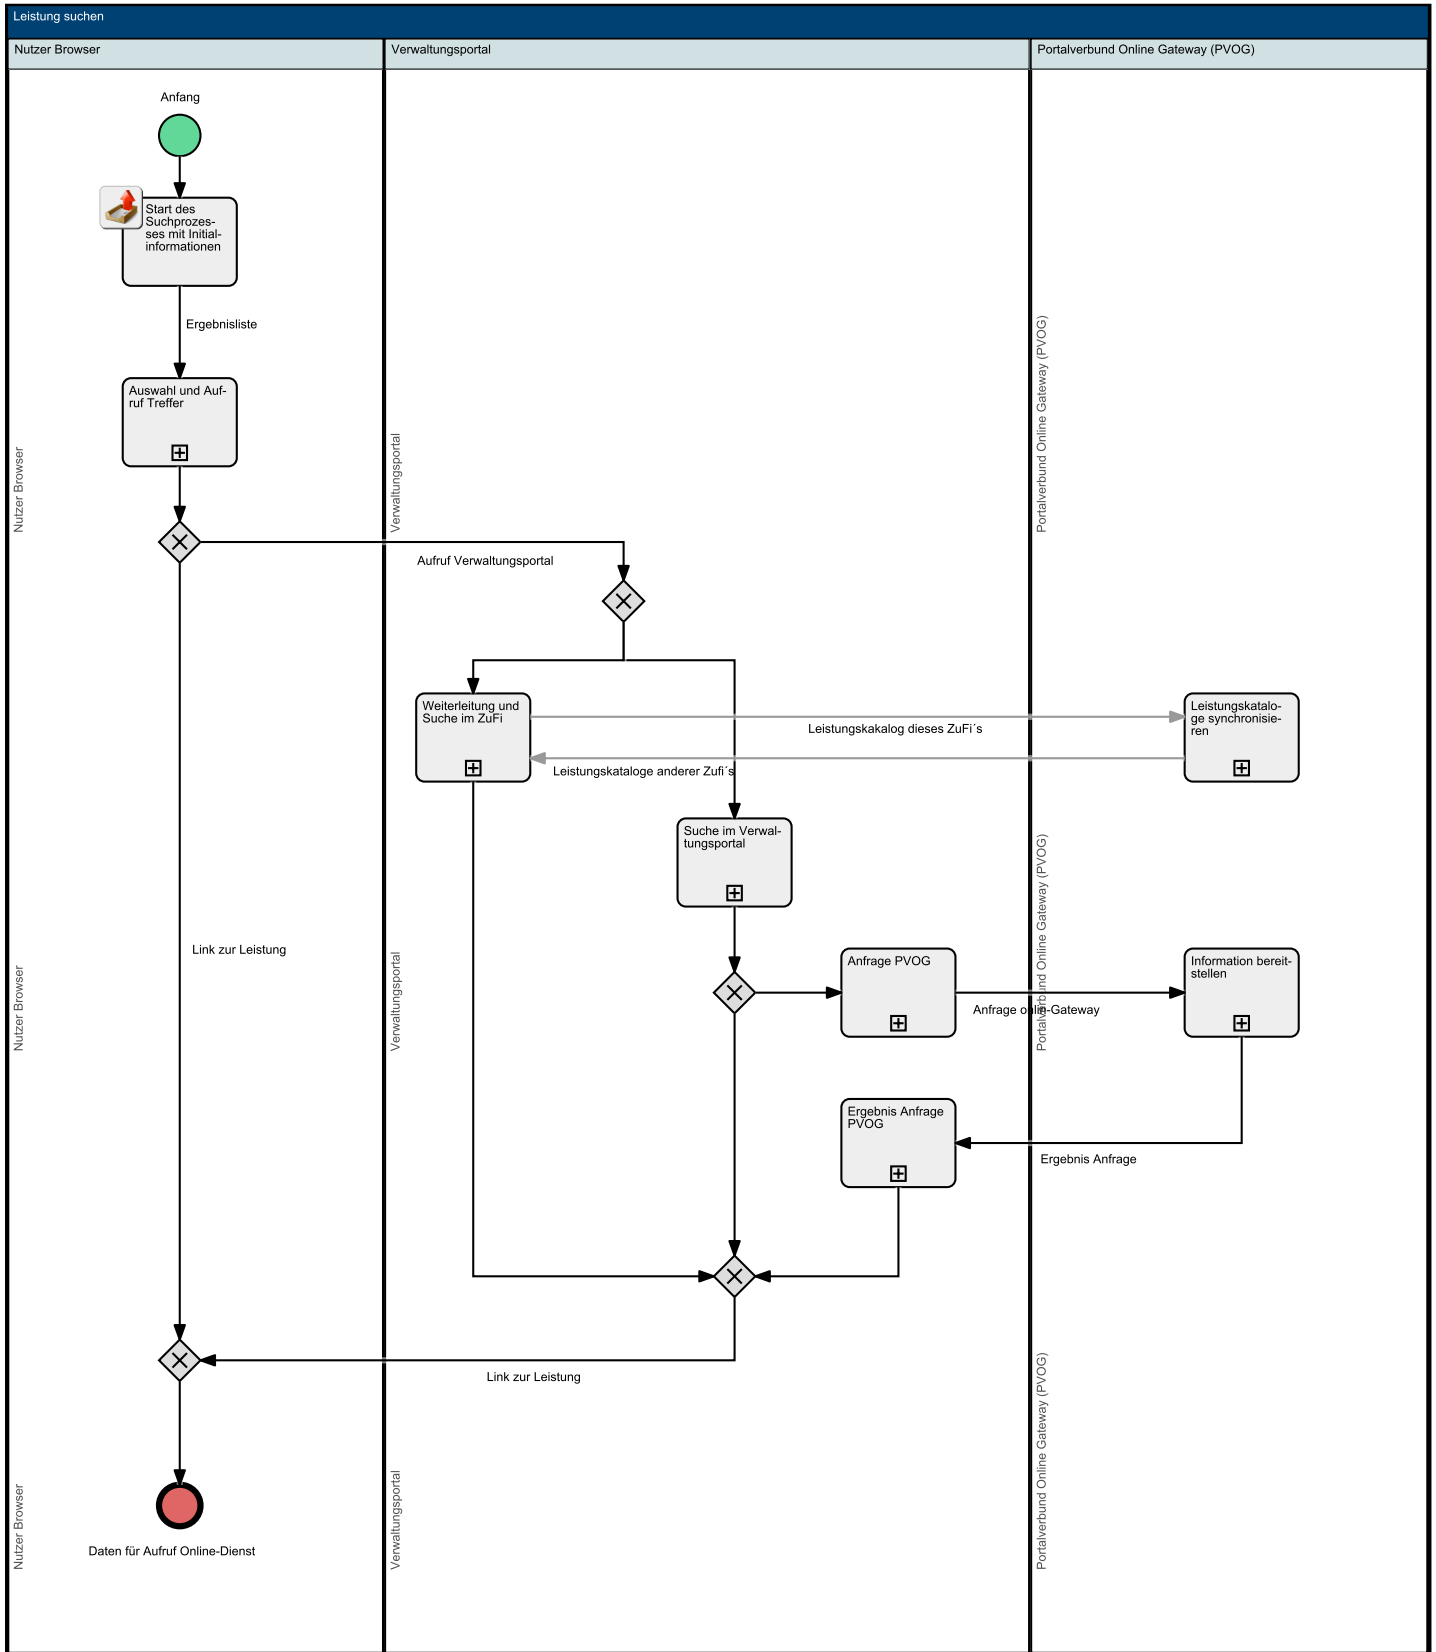 Leistung suchen
Nutzer Browser
Verwaltungsportal
Portalverbund Online Gateway (PVOG)
Anfang
Start des
Suchprozes-
ses mit Initial-
informationen
Ergebnisliste
Auswahl und Auf-
ruf Treffer
Nutzer Browser
Verwaltungsportal
Portalverbund Online Gateway (PVOG)
Aufruf Verwaltungsportal
Weiterleitung und
Suche im ZuFi
Leistungskakalog dieses ZuFi´s
Leistungskataloge anderer Zufi´s
Leistungskatalo-
ge synchronisie-
ren
Suche im Verwal-
tungsportal
Link zur Leistung
Anfrage PVOG
Anfrage onlin-Gateway
Information bereit-
stellen
Nutzer Browser
Verwaltungsportal
Portalverbund Online Gateway (PVOG)
Ergebnis Anfrage
PVOG
Ergebnis Anfrage
Link zur Leistung
Nutzer Browser
Verwaltungsportal
Portalverbund Online Gateway (PVOG)
Daten für Aufruf Online-Dienst